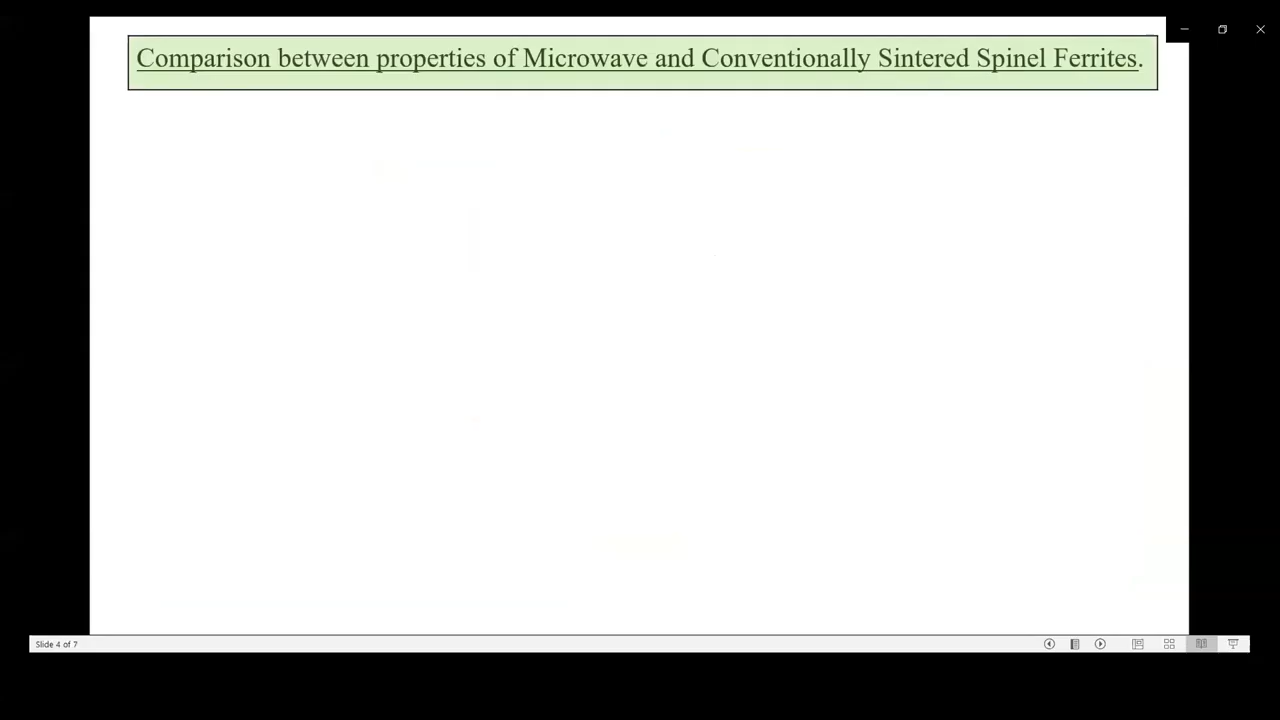 Comparison between properties of Microwave and Conventionally Sintered Spinel Ferrites.
Slide 4 of 7